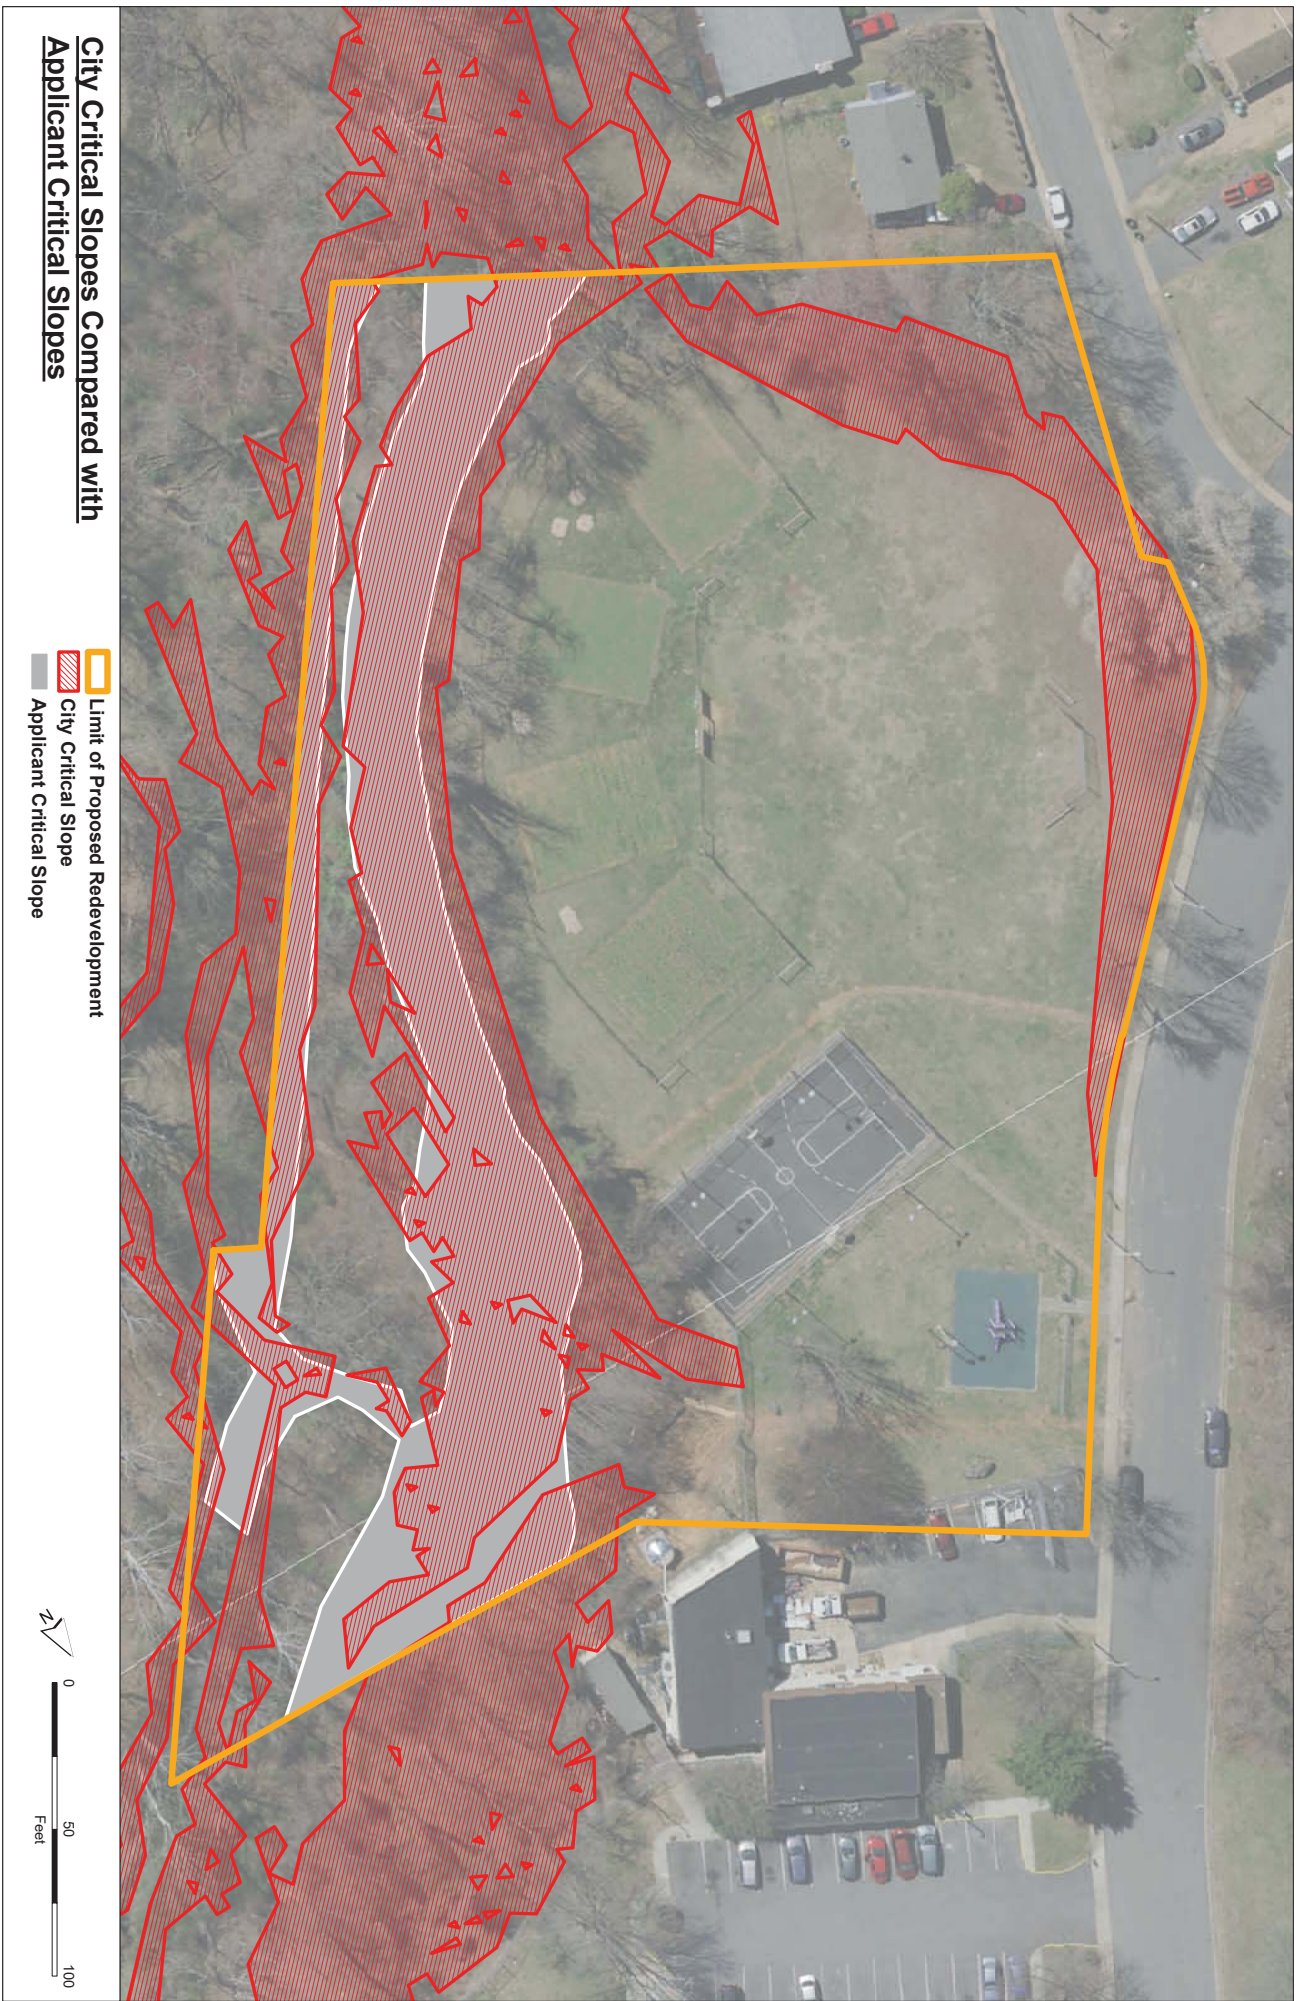 City Critical Slopes Compared with
Applicant Critical Slopes
Limit of Proposed Redevelopment
City Critical Slope
Applicant Critical Slope
N
0 50 100
Feet